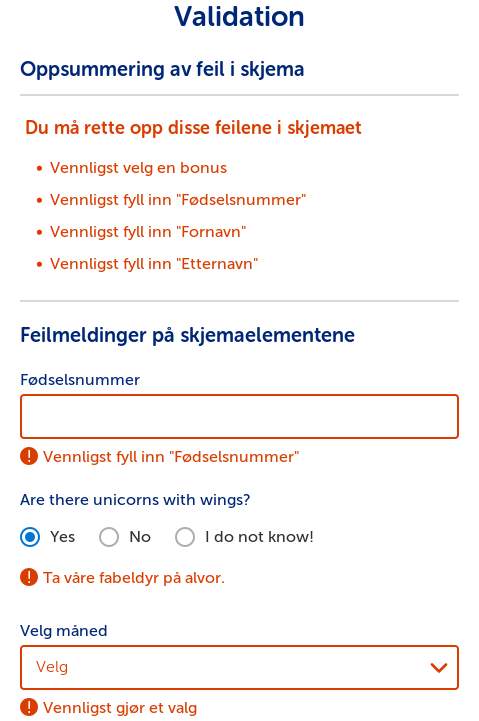 Validation
Oppsummering av feil i skjema
Du må rette opp disse feilene i skjemaet
• Vennligst velg en bonus
• Vennligst fyll inn "Fødselsnummer"
• Vennligst fyll inn "Fornavn"
• Vennligst fyll inn "Etternavn"
Feilmeldinger på skjemaelementene
Fødselsnummer
Vennligst fyll inn "Fødselsnummer"
Are there unicorns with wings?
Yes No I do not know!
Ta våre fabeldyr på alvor.
Velg måned
Velg
Vennligst gjør et valg